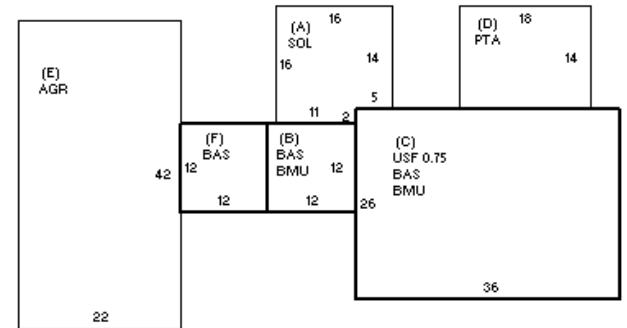 (A)
SOL
16
16
14
5
11
2
(D)
PTA
18
14
(E)
AGR
42
22
(F)
BAS
12
12
(B)
BAS
BMU
12
12
(C)
USF 0.75
BAS
BMU
26
36